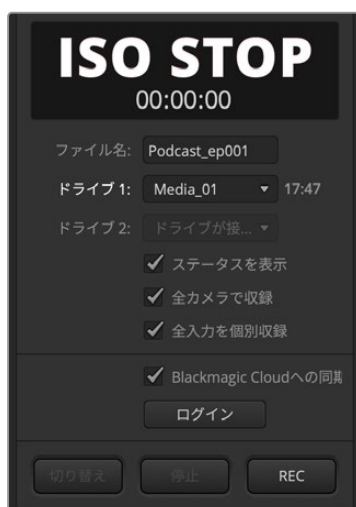 ISO STOP
00:00:00
ファイル名: Podcast_ep001
ドライブ 1: Media_01 17:47
ドライブ 2: ドライブが接...
ステータスを表示
全カメラで収録
全入力を個別収録
Blackmagic Cloudへの同期
ログイン
切り替え 停止 REC